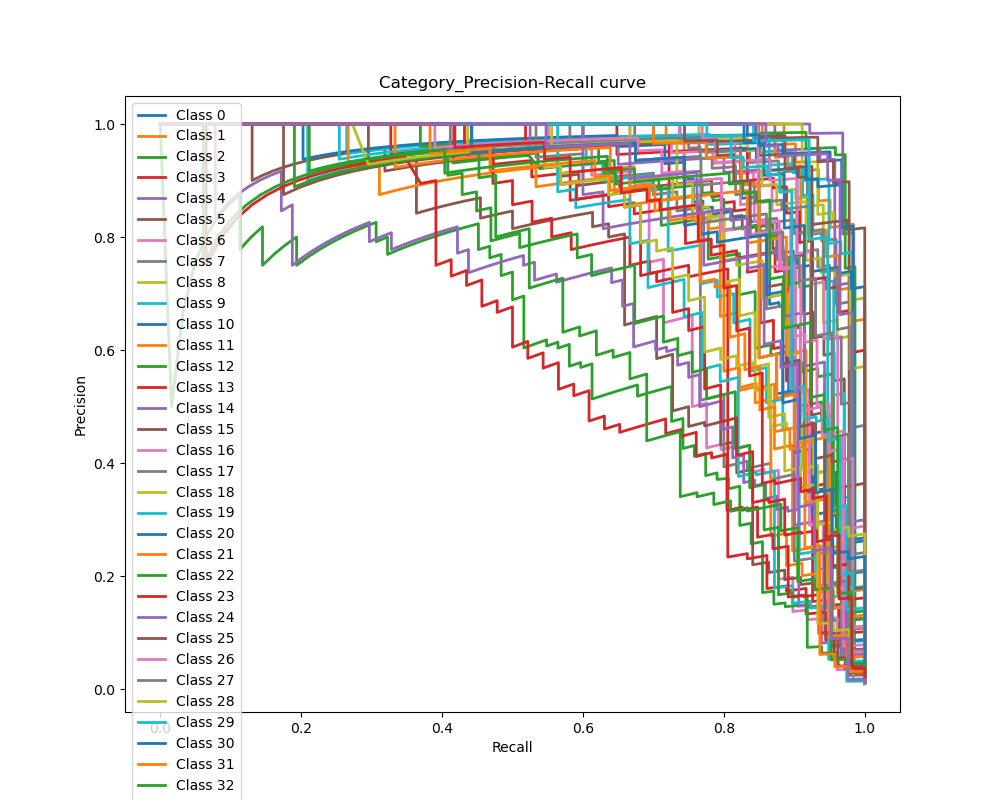 Category_Precision-Recall curve
1.0
0.8
0.6
0.4
0.2
0.0
Precision
Class 0
Class 1
Class 2
Class 3
Class 4
Class 5
Class 6
Class 7
Class 8
Class 9
Class 10
Class 11
Class 12
Class 13
Class 14
Class 15
Class 16
Class 17
Class 18
Class 19
Class 20
Class 21
Class 22
Class 23
Class 24
Class 25
Class 26
Class 27
Class 28
Class 29
Class 30
Class 31
Class 32
0.0 0.2 0.4 0.6 0.8 1.0
Recall